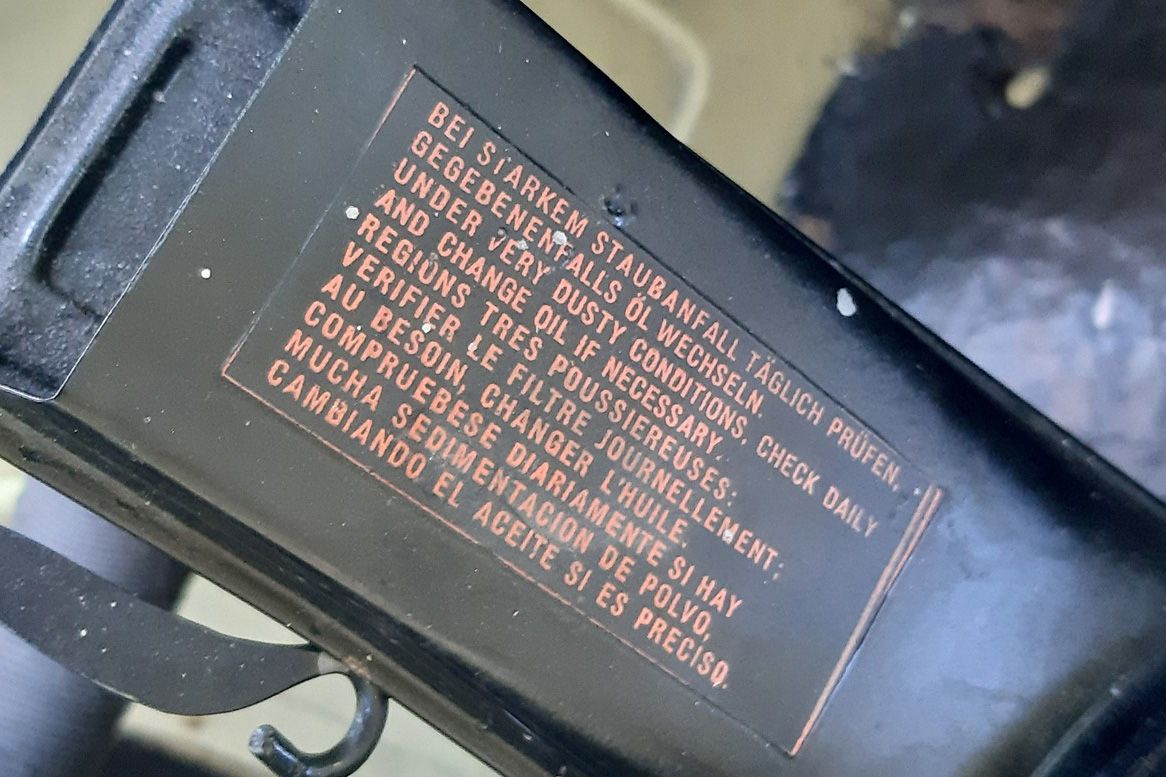 BEI STARKEM STAUBANFALL TÄGLICH PRÜFEN,
GEGEBENENFALLS ÖL WECHSELN.
UNDER VERY DUSTY CONDITIONS, CHECK DAILY
AND CHANGE OIL IF NECESSARY.
REGIONS TRES POUSSIEREUSES:
VERIFIER LE FILTRE JOURNELLEMENT;
AU BESOIN, CHANGER L'HUILE.
COMPRUEBESE DIARIAMENTE SI HAY
MUCHA SEDIMENTACION DE POLVO,
CAMBIANDO EL ACEITE SI ES PRECISO.